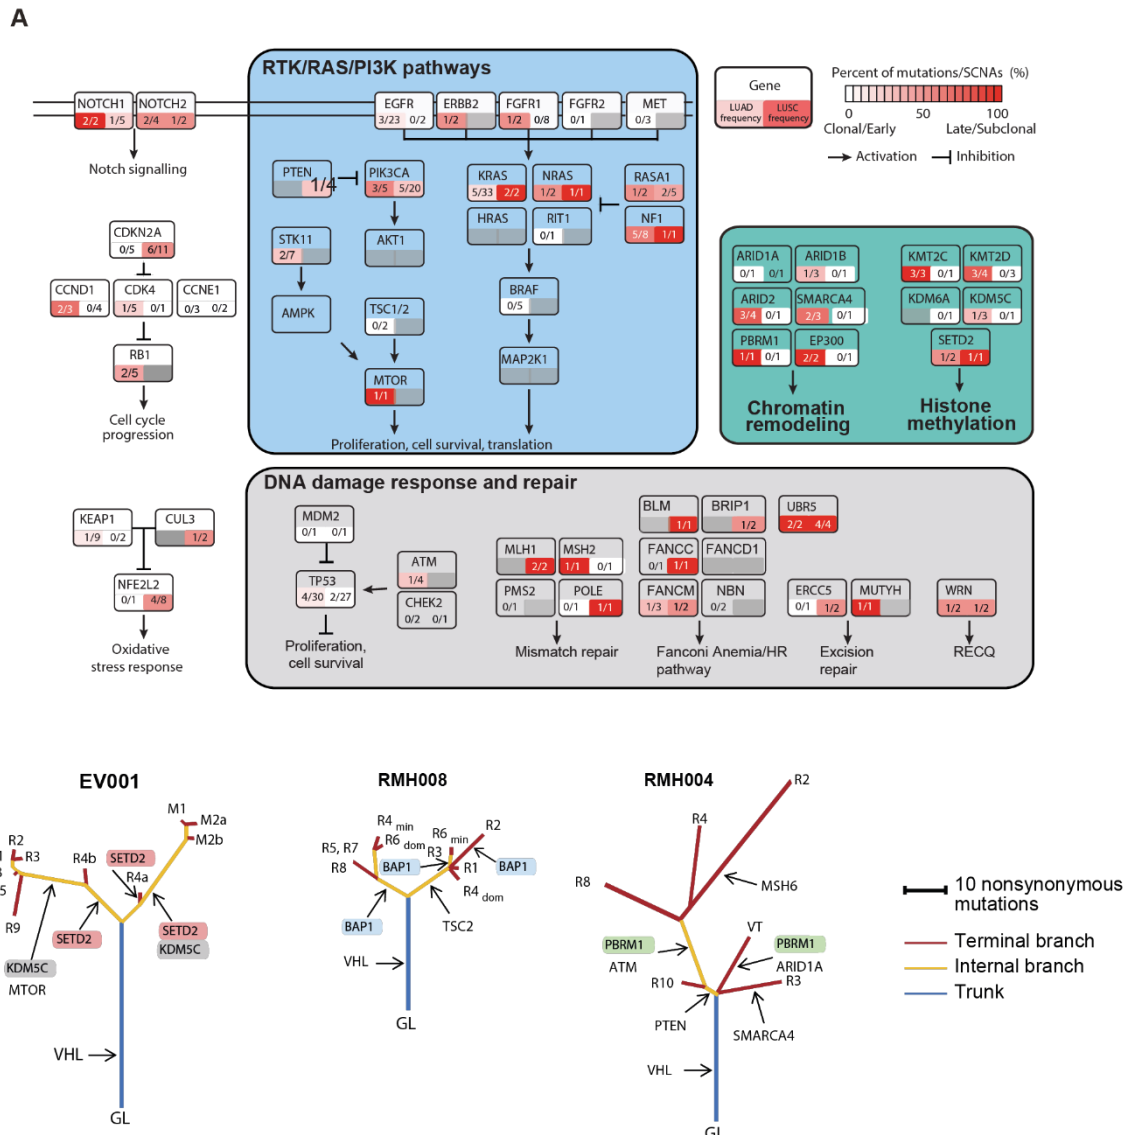 A
RTK/RAS/PI3K pathways
NOTCH1 NOTCH2
2/2 1/5 2/4 1/2
Notch signalling
EGFR ERBB2 FGFR1 FGFR2 MET
3/23 0/2 1/2 1/2 0/8 0/1 0/3
Gene
LUAD frequency
LUSC frequency
Percent of mutations/SCNAs (%)
0 50 100
Clonal/Early Late/Subclonal
Activation Inhibition
PTEN
1/4
PIK3CA
3/5 5/20
KRAS NRAS RASA1
5/33 2/2 1/2 1/1 1/2 2/5
HRAS RIT1 NF1
0/1 5/8 1/1
STK11
2/7
AKT1
AMPK
TSC1/2
0/2
BRAF
0/5
MTOR
1/1
MAP2K1
Proliferation, cell survival, translation
CDKN2A
0/5 6/11
CCND1 CDK4 CCNE1
2/3 0/4 1/5 0/1 0/3 0/2
RB1
2/5
Cell cycle
progression
ARID1A ARID1B
0/1 0/1 1/3 0/1
ARID2 SMARCA4
3/4 0/1 2/3 0/1
PBRM1 EP300
1/1 0/1 2/2 0/1
Chromatin
remodeling
KMT2C KMT2D
3/3 0/1 3/4 0/3
KDM6A KDM5C
0/1 1/3 0/1
SETD2
1/2 1/1
Histone
methylation
KEAP1 CUL3
1/9 0/2 1/2
NFE2L2
0/1 4/8
Oxidative
stress response
DNA damage response and repair
MDM2
0/1 0/1
TP53
4/30 2/27
Proliferation,
cell survival
ATM
1/4
CHEK2
0/2 0/1
MLH1 MSH2
2/2 1/1 0/1
PMS2 POLE
0/1 0/1 1/1
Mismatch repair
BLM BRIP1
1/1 1/2
FANCC FANCD1
0/1 1/1
FANCM NBN
1/3 1/2 0/2
Fanconi Anemia/HR
pathway
UBR5
2/2 4/4
ERCC5 MUTYH
0/1 1/2 1/1
Excision
repair
WRN
1/2 1/2
RECQ
EV001
M1
M2a
M2b
R2
R3
R4b
SETD2
R4a
5
R9
SETD2
SETD2
KDM5C
KDM5C
MTOR
VHL
GL
RMH008
R4 min
R6 dom
R5, R7
R8
BAP1
R6 min
R3
R2
R1
BAP1
R4 dom
BAP1
TSC2
VHL
GL
RMH004
R2
R4
R8
MSH6
PBRM1
ATM
VT
PBRM1
ARID1A
R10
R3
PTEN
SMARCA4
VHL
GL
10 nonsynonymous
mutations
Terminal branch
Internal branch
Trunk